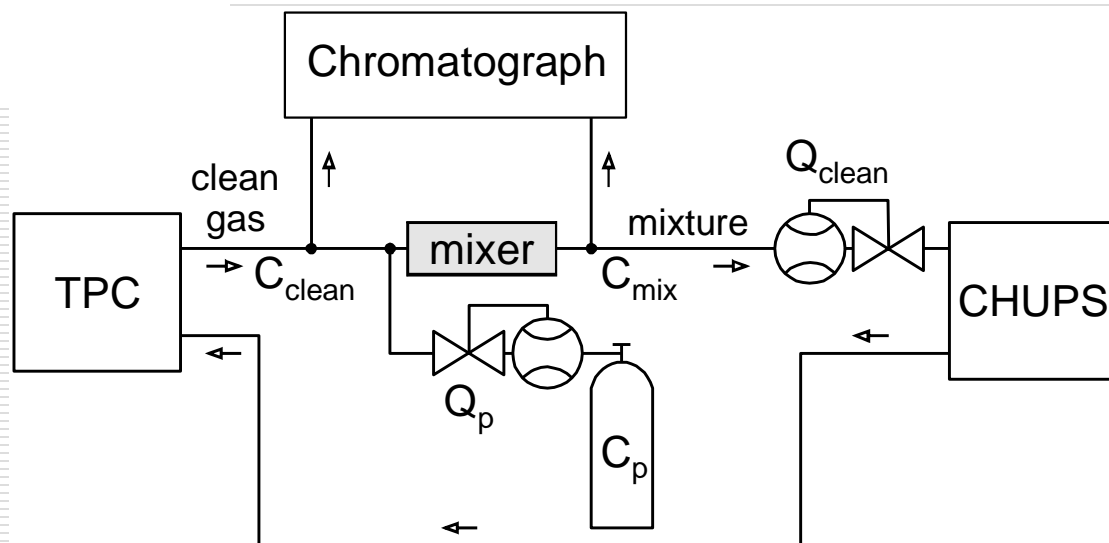 Chromatograph
Q_clean
clean
gas
mixture
mixer
C_clean
C_mix
TPC
CHUPS
Q_p
C_p